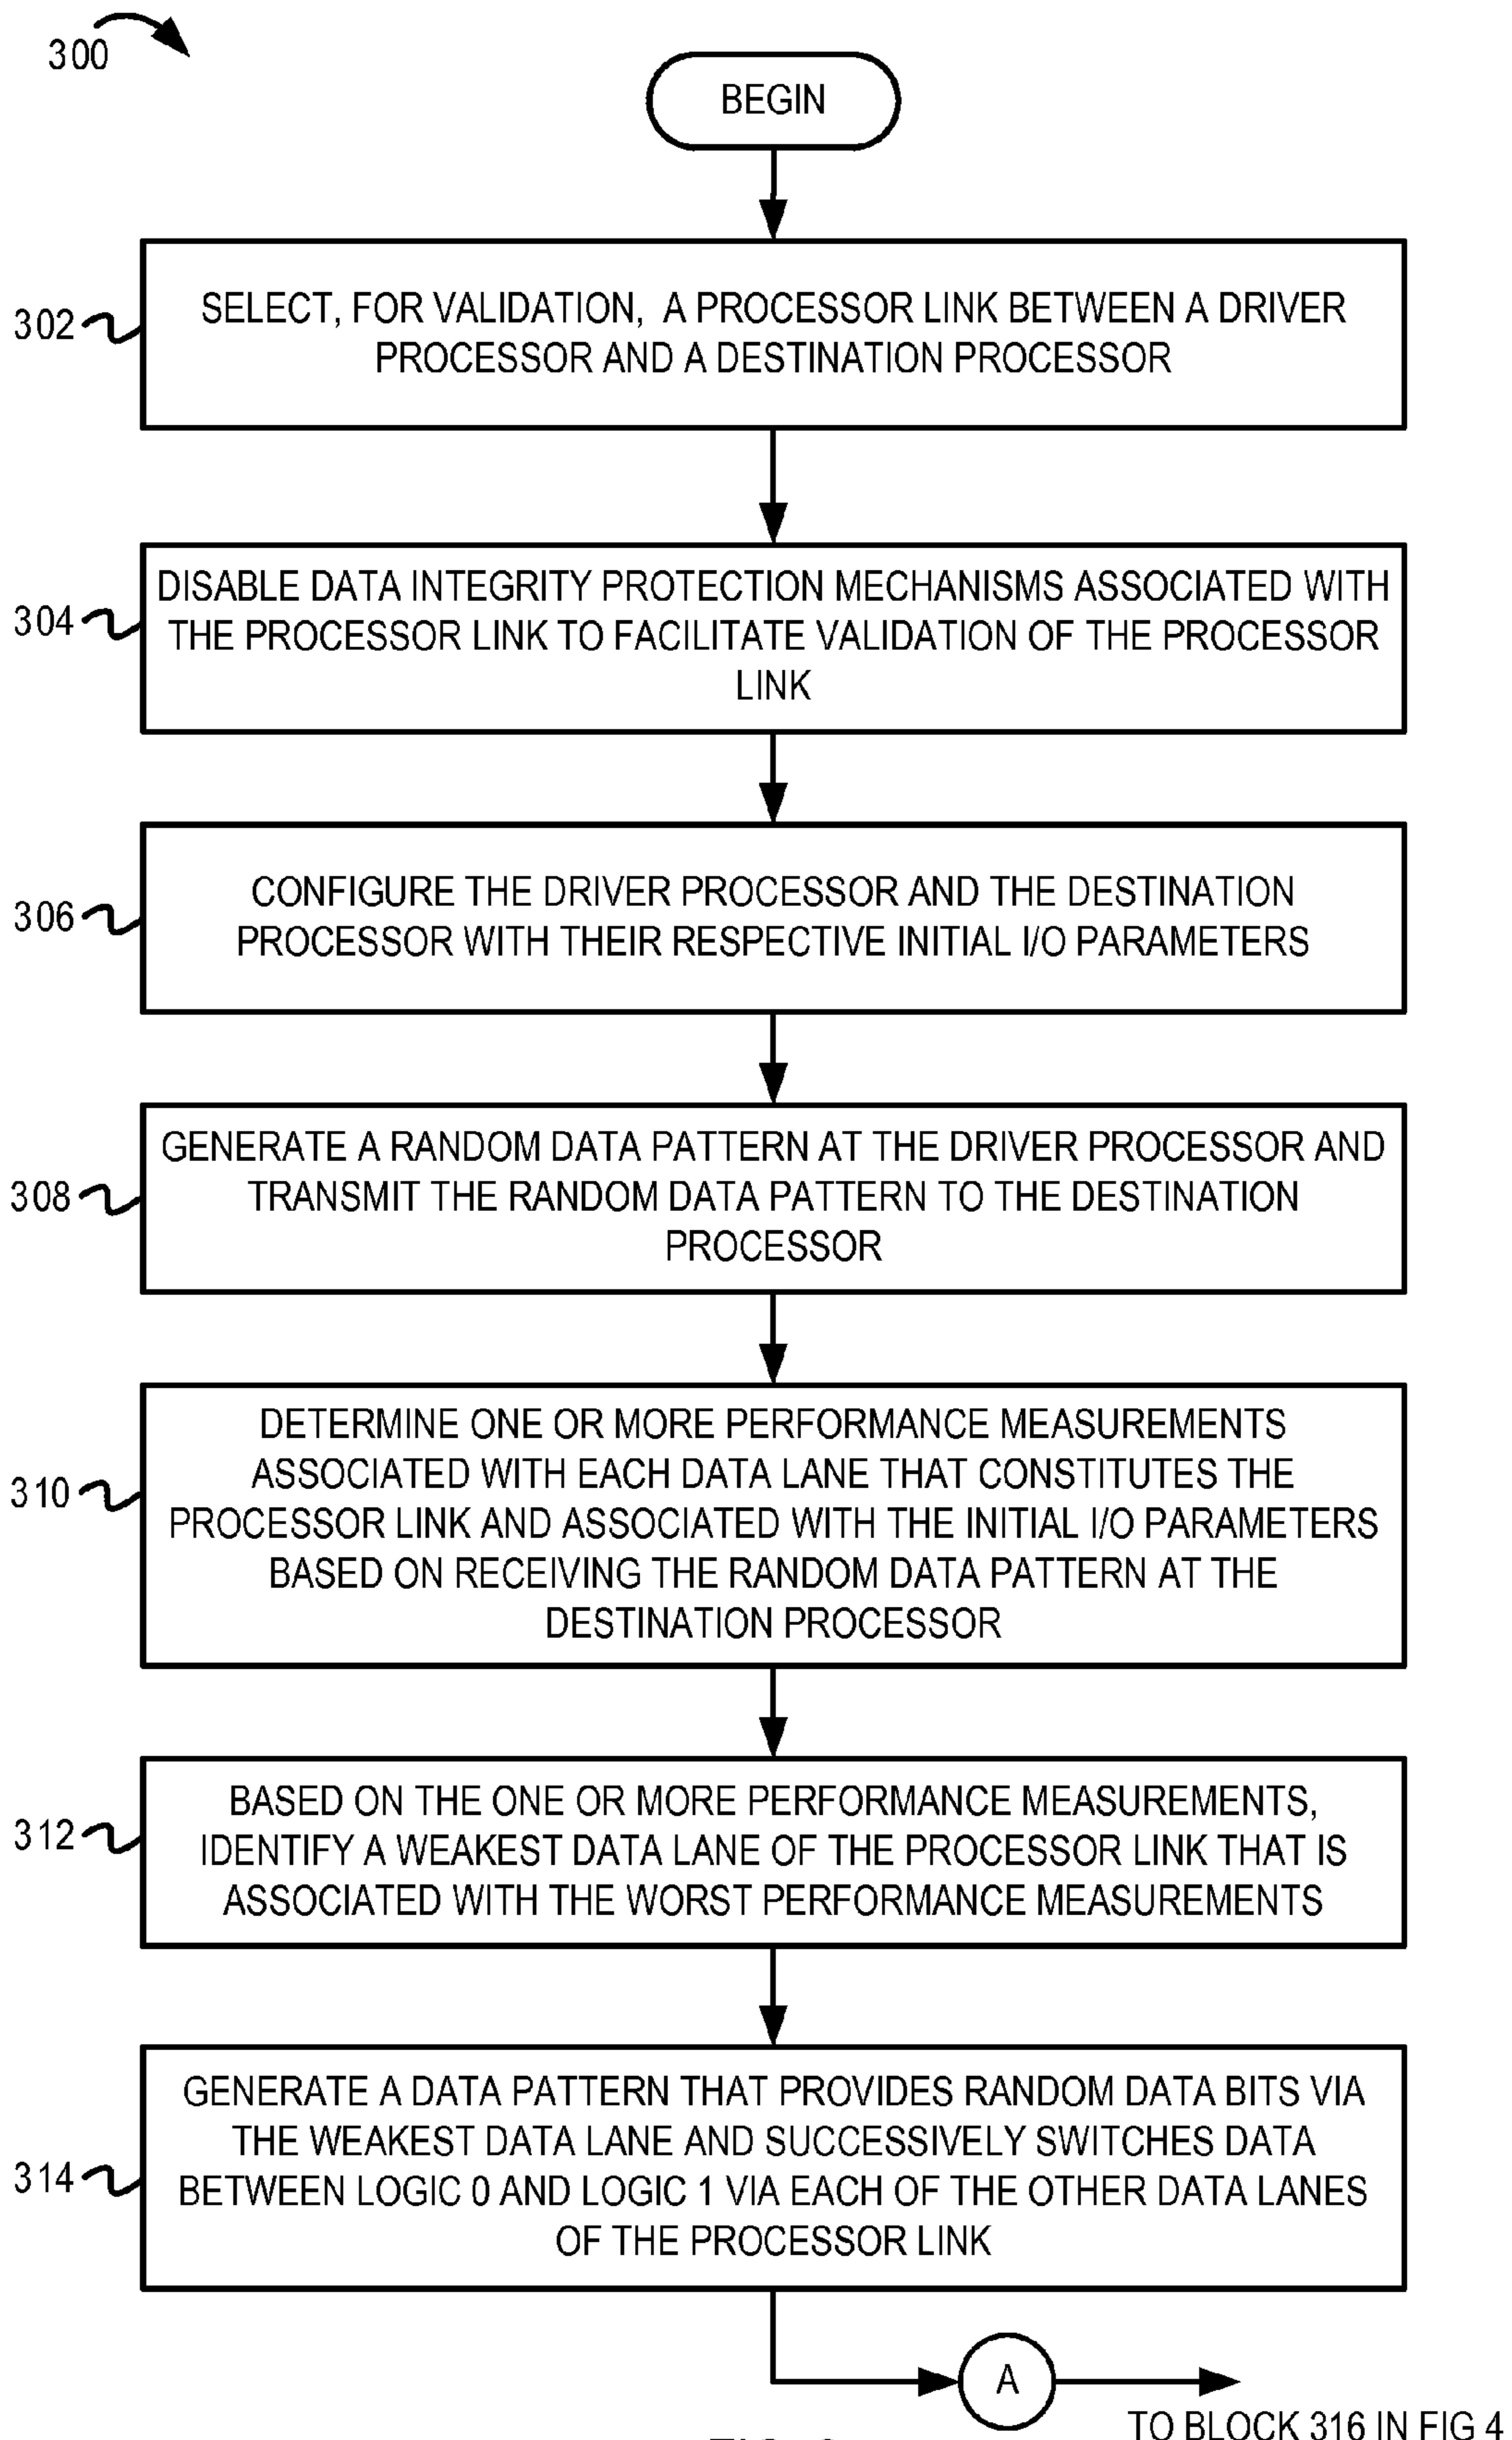 300
BEGIN
302
SELECT, FOR VALIDATION, A PROCESSOR LINK BETWEEN A DRIVER
PROCESSOR AND A DESTINATION PROCESSOR
304
DISABLE DATA INTEGRITY PROTECTION MECHANISMS ASSOCIATED WITH
THE PROCESSOR LINK TO FACILITATE VALIDATION OF THE PROCESSOR
LINK
306
CONFIGURE THE DRIVER PROCESSOR AND THE DESTINATION
PROCESSOR WITH THEIR RESPECTIVE INITIAL I/O PARAMETERS
308
GENERATE A RANDOM DATA PATTERN AT THE DRIVER PROCESSOR AND
TRANSMIT THE RANDOM DATA PATTERN TO THE DESTINATION
PROCESSOR
310
DETERMINE ONE OR MORE PERFORMANCE MEASUREMENTS
ASSOCIATED WITH EACH DATA LANE THAT CONSTITUTES THE
PROCESSOR LINK AND ASSOCIATED WITH THE INITIAL I/O PARAMETERS
BASED ON RECEIVING THE RANDOM DATA PATTERN AT THE
DESTINATION PROCESSOR
312
BASED ON THE ONE OR MORE PERFORMANCE MEASUREMENTS,
IDENTIFY A WEAKEST DATA LANE OF THE PROCESSOR LINK THAT IS
ASSOCIATED WITH THE WORST PERFORMANCE MEASUREMENTS
314
GENERATE A DATA PATTERN THAT PROVIDES RANDOM DATA BITS VIA
THE WEAKEST DATA LANE AND SUCCESSIVELY SWITCHES DATA
BETWEEN LOGIC 0 AND LOGIC 1 VIA EACH OF THE OTHER DATA LANES
OF THE PROCESSOR LINK
A
TO BLOCK 316 IN FIG 4